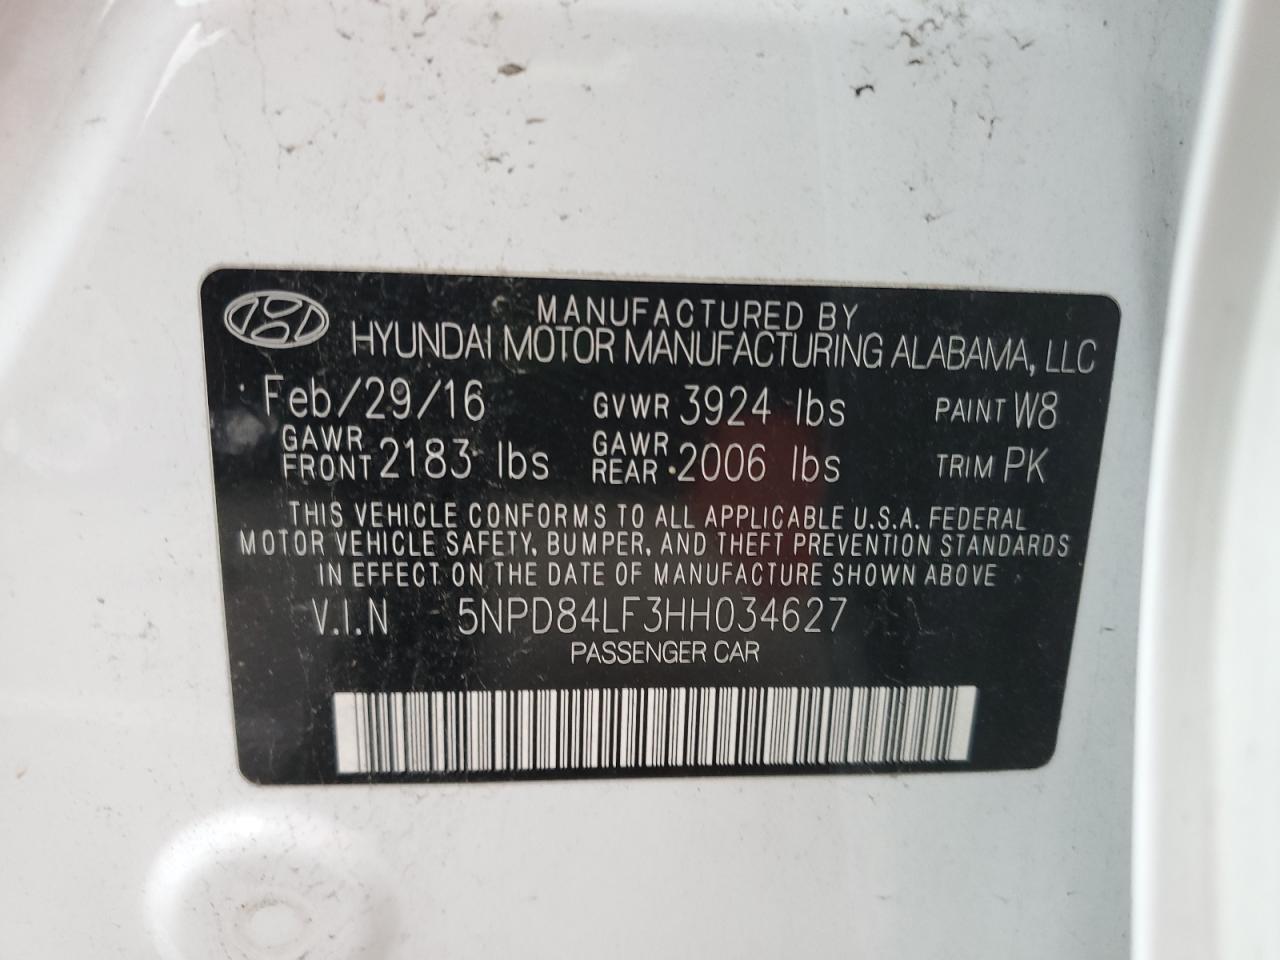 MANUFACTURED BY
HYUNDAI MOTOR MANUFACTURING ALABAMA, LLC
Feb/29/16 GVWR 3924 lbs PAINT W8
GAWR FRONT 2183 lbs GAWR REAR 2006 lbs TRIM PK
THIS VEHICLE CONFORMS TO ALL APPLICABLE U.S.A. FEDERAL
MOTOR VEHICLE SAFETY, BUMPER, AND THEFT PREVENTION STANDARDS
IN EFFECT ON THE DATE OF MANUFACTURE SHOWN ABOVE
V.I.N 5NPD84LF3HH034627
PASSENGER CAR